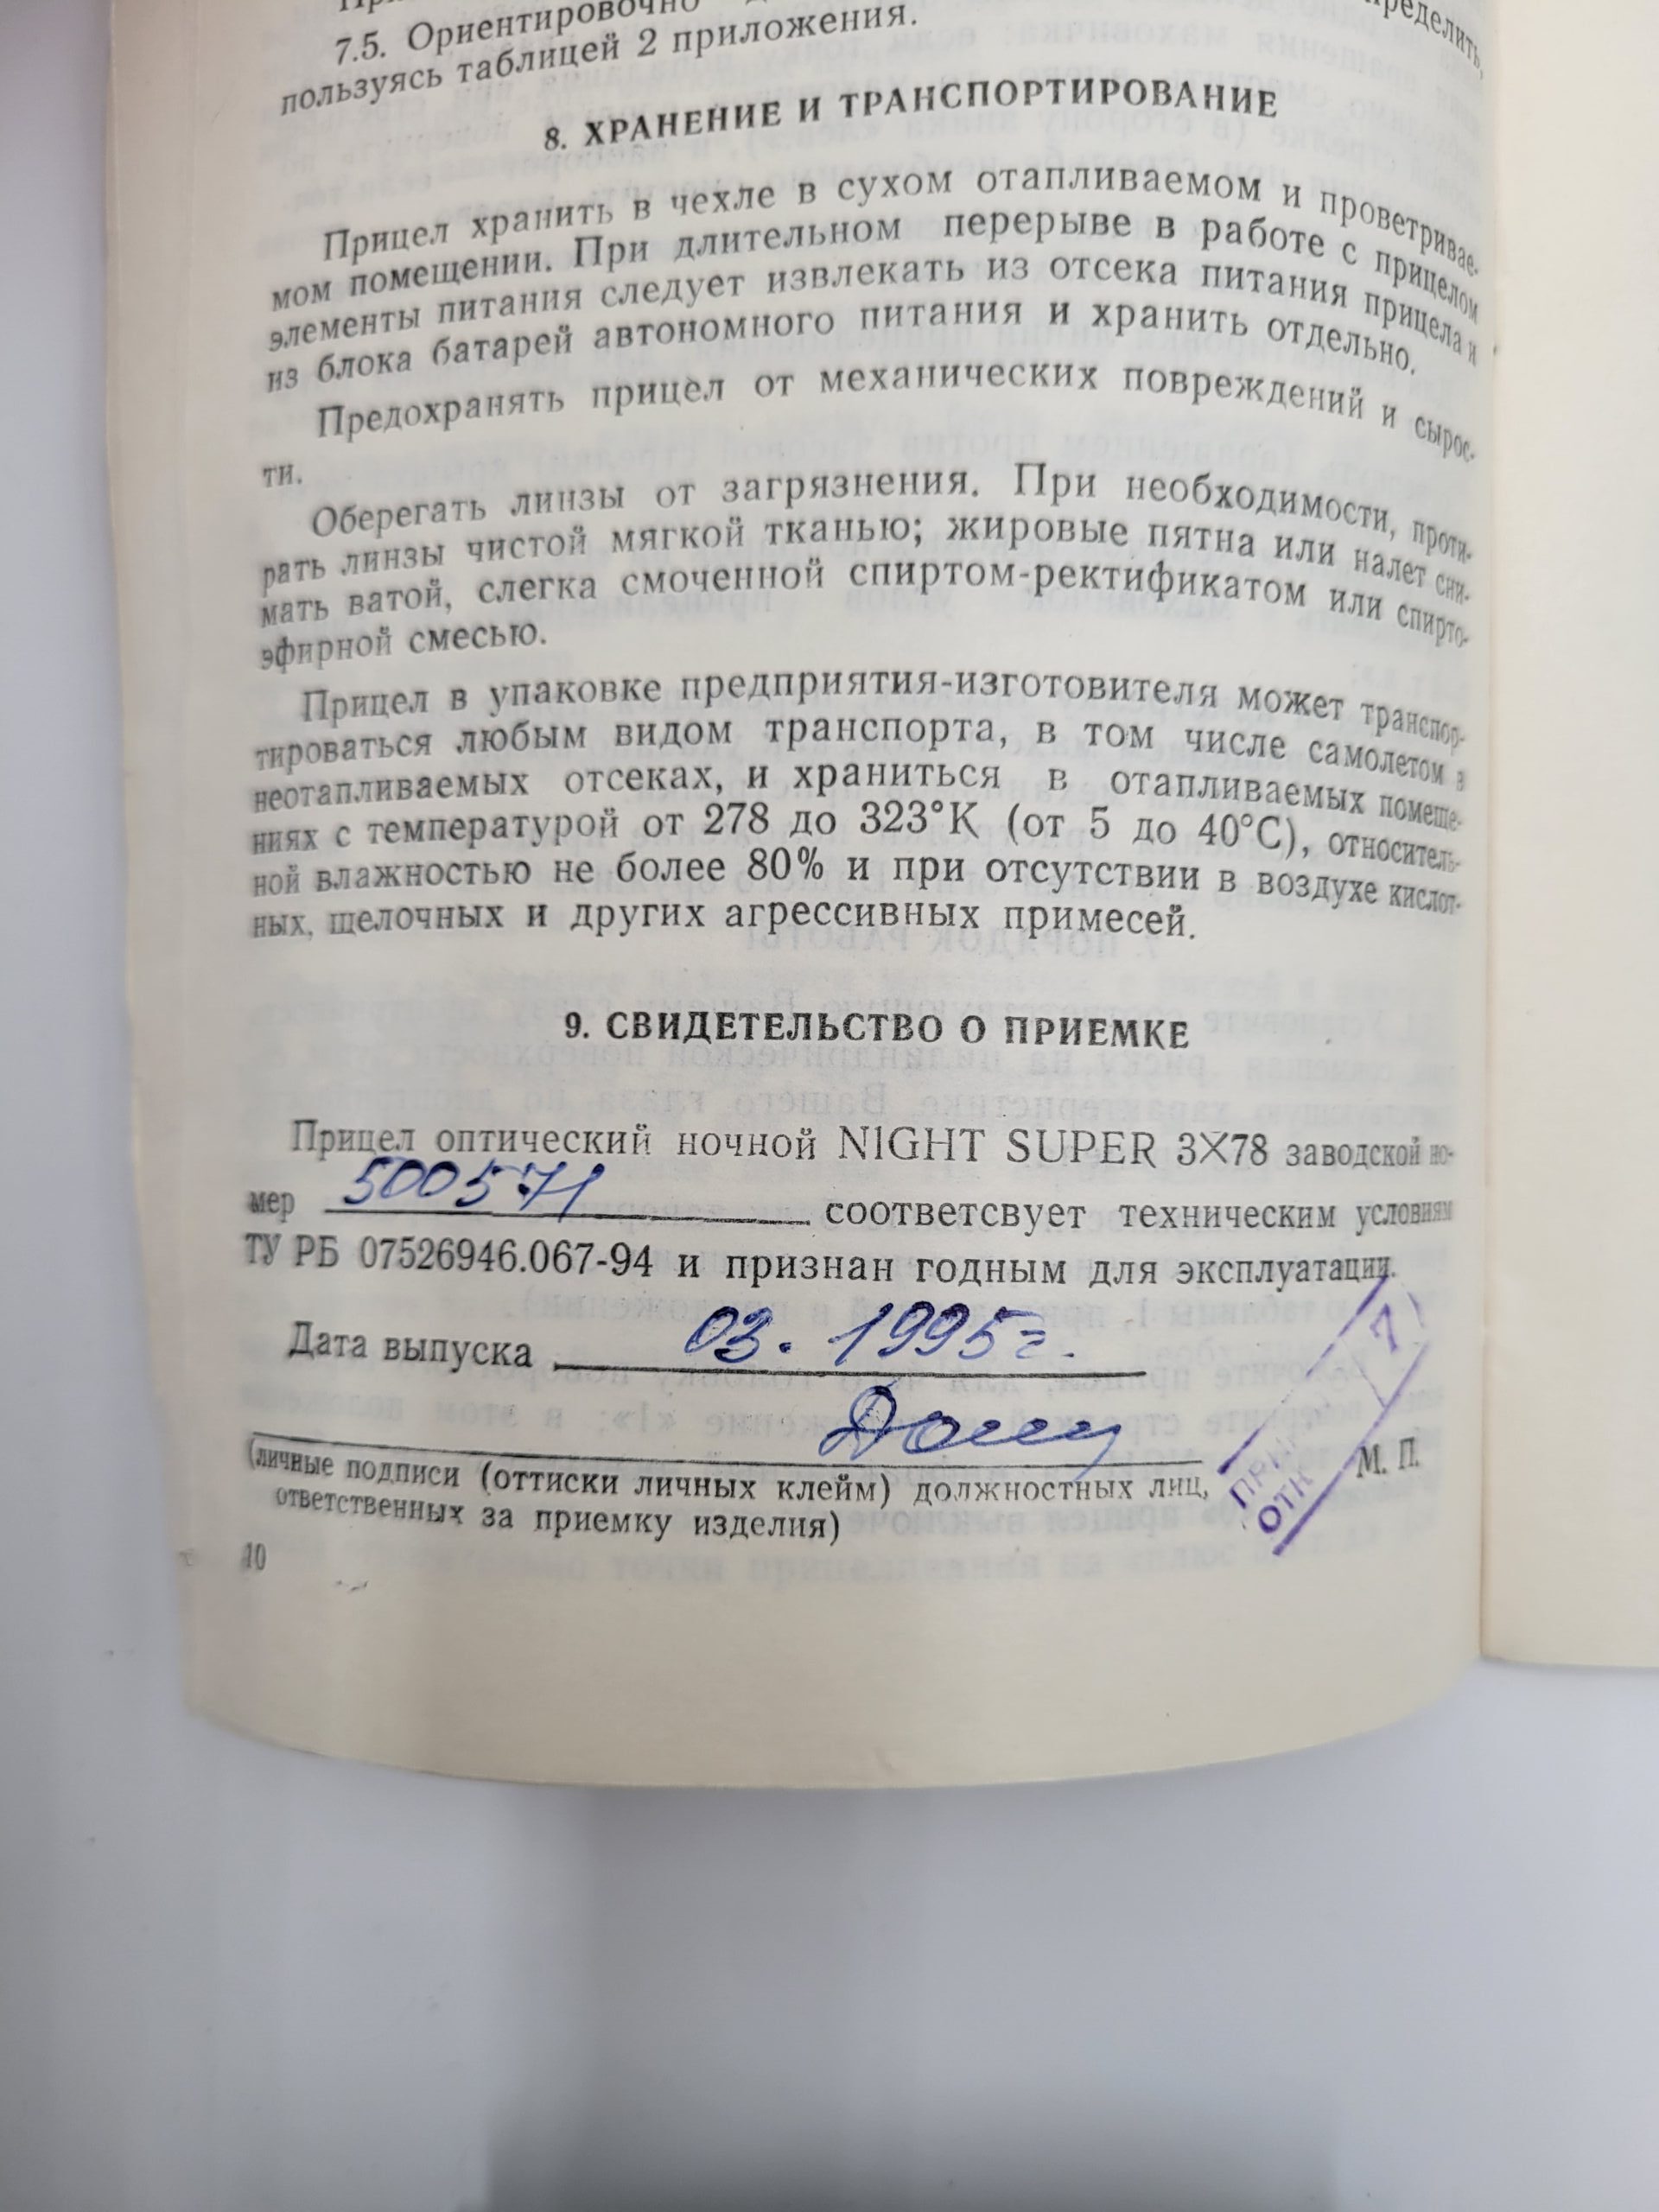 7.5. Ориентировочно
пользуясь таблицей 2 приложения.
8. ХРАНЕНИЕ И ТРАНСПОРТИРОВАНИЕ
Прицел хранить в чехле в сухом отапливаемом и проветривае-
мом помещении. При длительном перерыве в работе с прицелом
элементы питания следует извлекать из отсека питания прицела и
из блока батарей автономного питания и хранить отдельно.
Предохранять прицел от механических повреждений и сырос-
ти.
Оберегать линзы от загрязнения. При необходимости, проти-
рать линзы чистой мягкой тканью; жировые пятна или налет сни-
мать ватой, слегка смоченной спиртом-ректификатом или спирто-
эфирной смесью.
Прицел в упаковке предприятия-изготовителя может транспор-
тироваться любым видом транспорта, в том числе самолетом в
неотапливаемых отсеках, и храниться в отапливаемых помеще-
ниях с температурой от 278 до 323°К (от 5 до 40°С), относитель-
ной влажностью не более 80% и при отсутствии в воздухе кислот-
ных, щелочных и других агрессивных примесей.
9. СВИДЕТЕЛЬСТВО О ПРИЕМКЕ
Прицел оптический ночной NIGHT SUPER 3X78 заводской но-
мер 500571 соответсвует техническим условиям
ТУ РБ 07526946.067-94 и признан годным для эксплуатации.
Дата выпуска 03. 1995г.
(личные подписи (оттиски личных клейм) должностных лиц,
ответственных за приемку изделия)
М. П.
ОТК
10